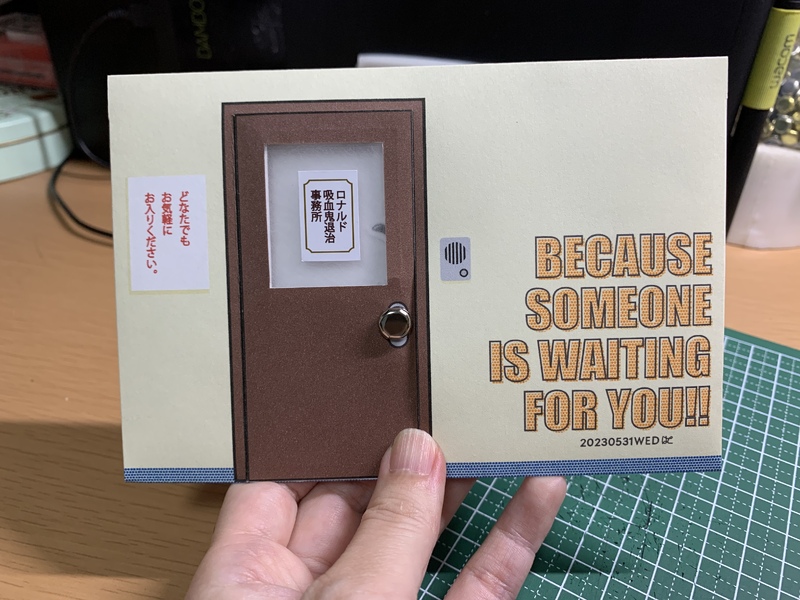 どなたでも
お気軽に
お入りください。
ロナルド
吸血鬼退治
事務所
BECAUSE
SOMEONE
IS WAITING
FOR YOU!!
20230531WED
wacom